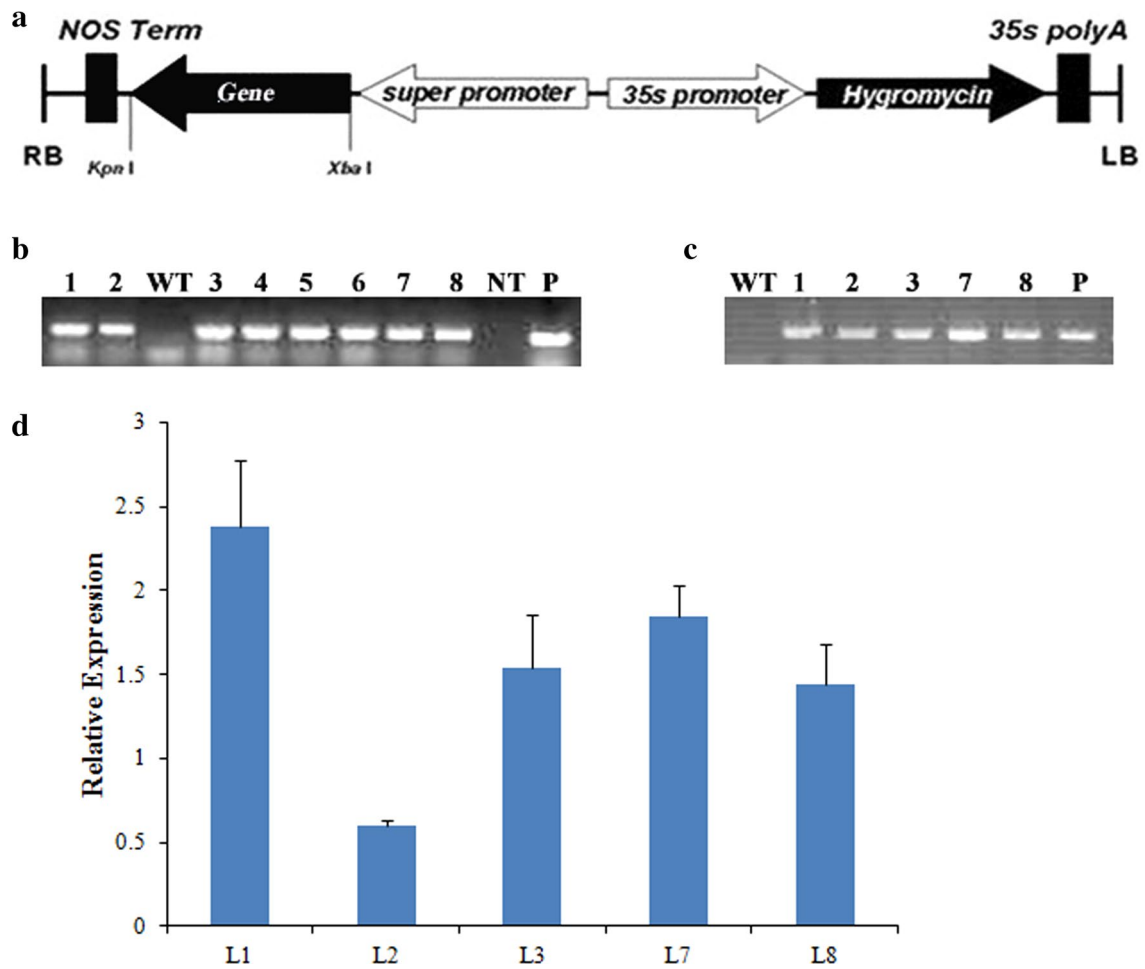 a
NOS Term
35s polyA
Gene
super promoter
35s promoter
Hygromycin
RB
Kpn I
Xba I
LB
b
1 2 WT 3 4 5 6 7 8 NT P
c
WT 1 2 3 7 8 P
d
Relative Expression
3
2.5
2
1.5
1
0.5
0
L1 L2 L3 L7 L8